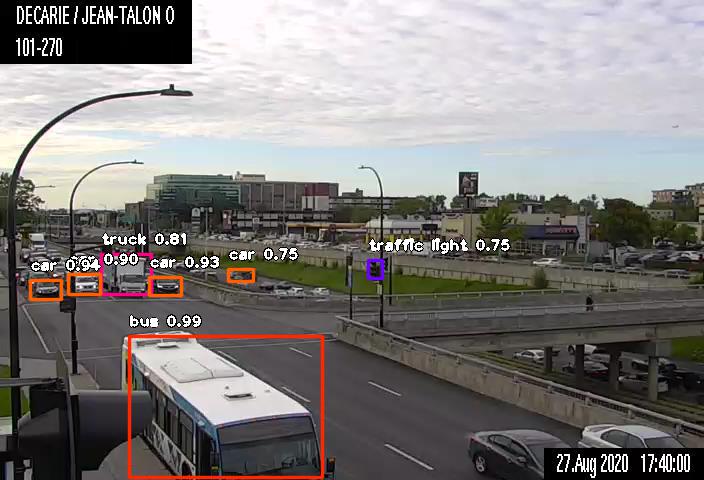 DECARIE / JEAN-TALON O
101-270
truck 0.81
car 0.75
traffic light 0.75
car 0.94
0.90
car 0.93
bus 0.99
27.Aug 2020 17:40:00